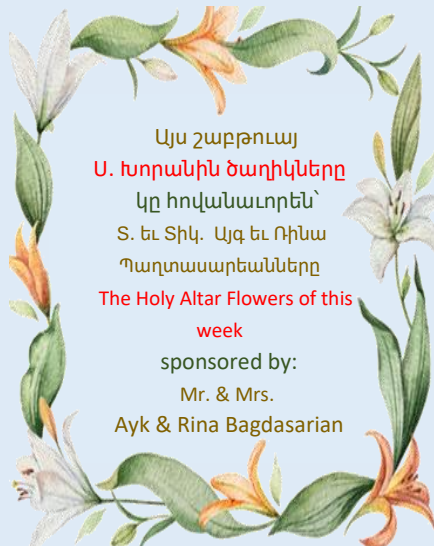 Այս շաբթուայ
Ս. Խորանին ծաղիկները
կը հովանաւորեն՝
Տ. եւ Տիկ. Այգ եւ Ռինա
Պաղտասարեանները
The Holy Altar Flowers of this
week
sponsored by:
Mr. & Mrs.
Ayk & Rina Bagdasarian